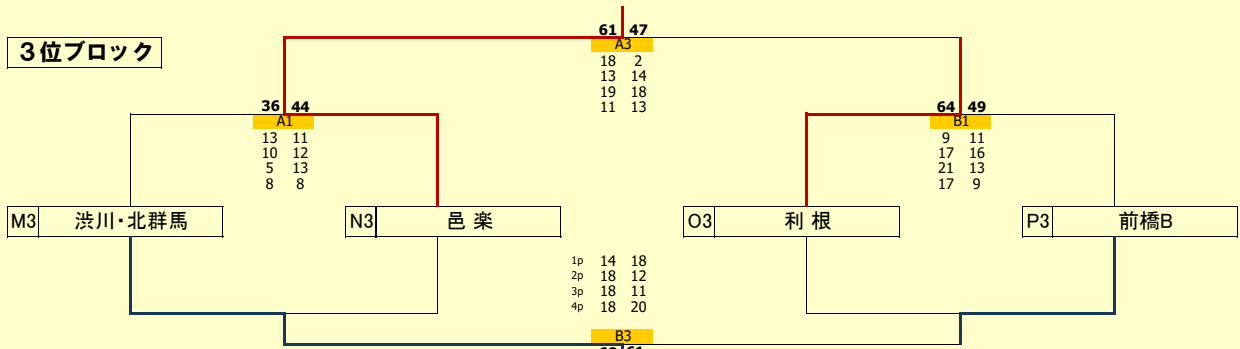 61 47
３位ブロック
A3
18 2
13 14
19 18
11 13
36 44
A1
13 11
10 12
5 13
8 8
64 49
B1
9 11
17 16
21 13
17 9
M3 渋川・北群馬
N3 邑 楽
O3 利 根
P3 前橋B
1p 14 18
2p 18 12
3p 18 11
4p 18 20
B3
68 61